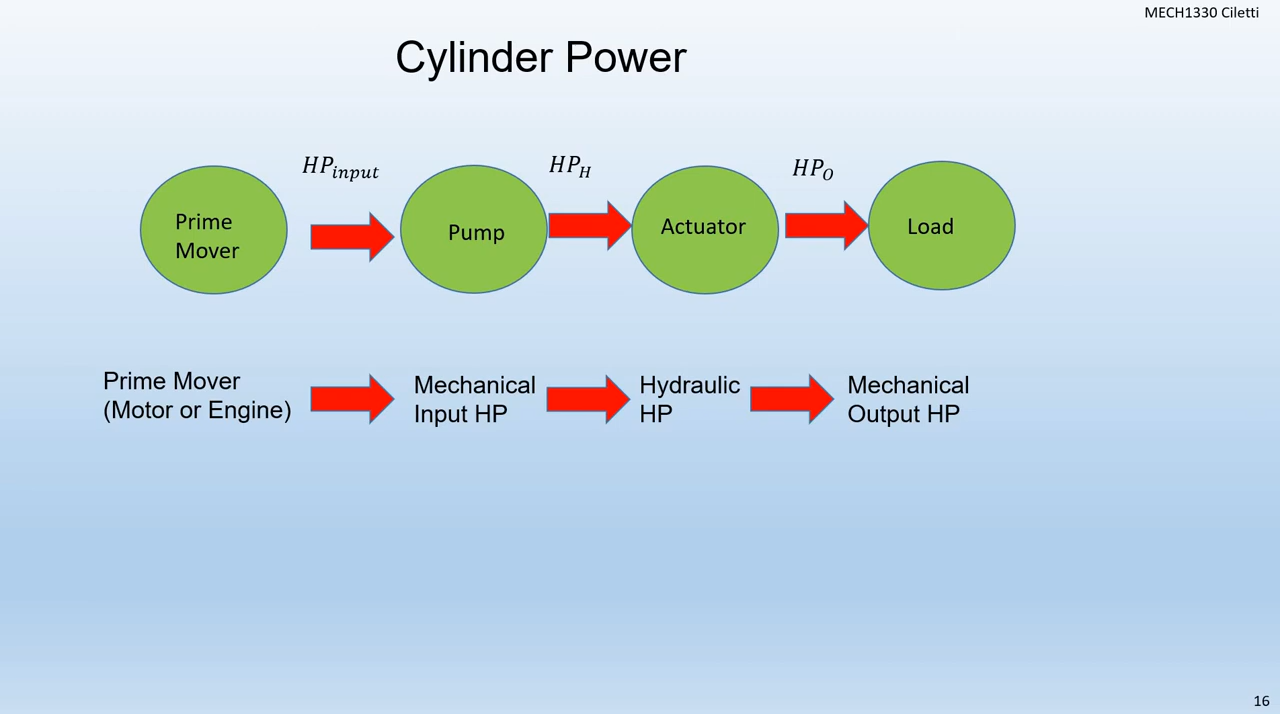 MECH1330 Ciletti
Cylinder Power
HP_input
HP_H
HP_O
Prime
Mover
Pump
Actuator
Load
Prime Mover
(Motor or Engine)
Mechanical
Input HP
Hydraulic
HP
Mechanical
Output HP
16